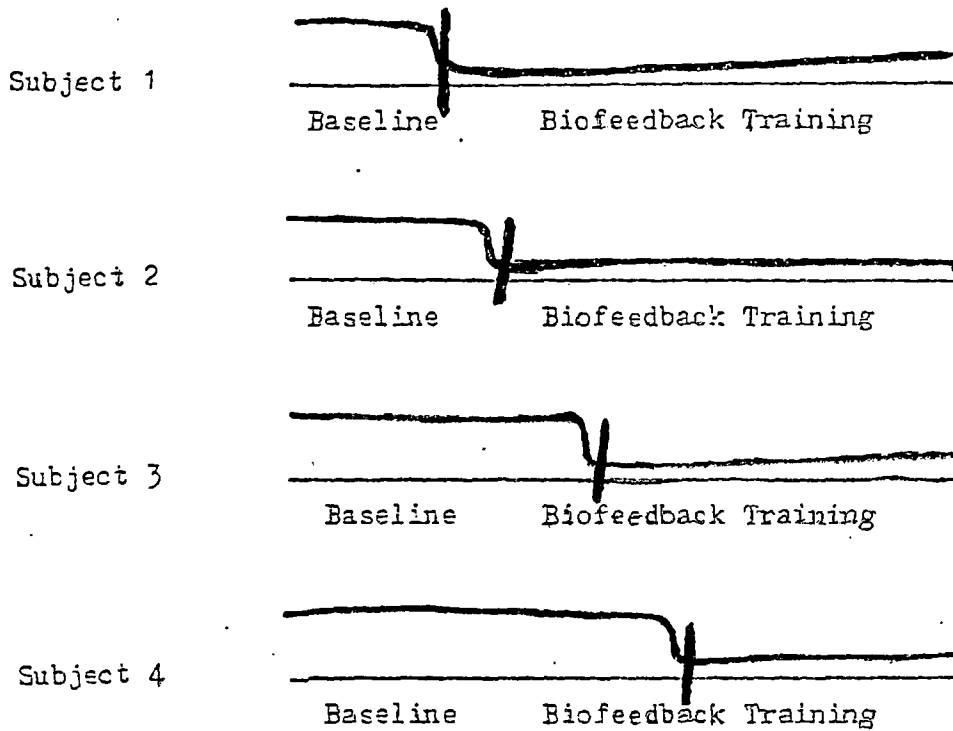 Subject 1
Baseline Biofeedback Training
Subject 2
Baseline Biofeedback Training
Subject 3
Baseline Biofeedback Training
Subject 4
Baseline Biofeedback Training